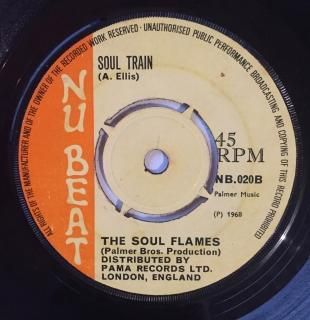 ALL RIGHTS OF THE MANUFACTURER AND OF THE OWNER OF THE RECORDED WORK RESERVED · UNAUTHORISED PUBLIC PERFORMANCE BROADCASTING AND COPYING OF THIS RECORD PROHIBITED
NU BEAT
SOUL TRAIN
(A. Ellis)
45
RPM
NB.020B
Palmer Music
(P) 1968
THE SOUL FLAMES
(Palmer Bros. Production)
DISTRIBUTED BY
PAMA RECORDS LTD.
LONDON, ENGLAND